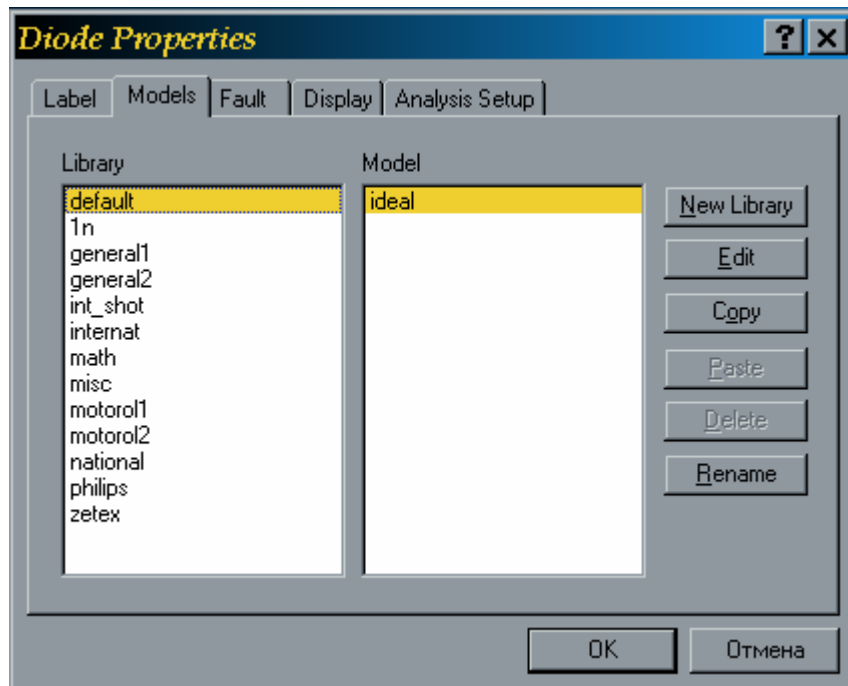 Diode Properties
Label Models Fault Display Analysis Setup
Library Model
default
1n
general1
general2
int_shot
internat
math
misc
motorol1
motorol2
national
philips
zetex
ideal
New Library
Edit
Copy
Paste
Delete
Rename
OK Отмена